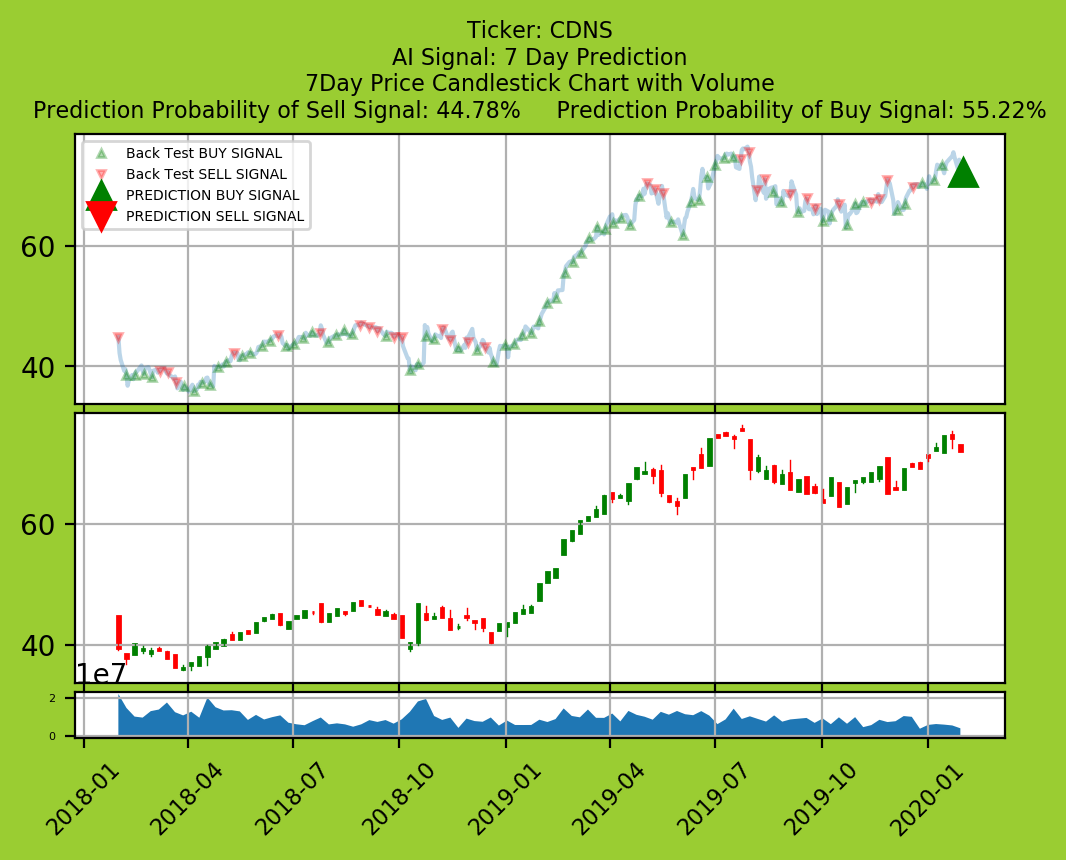 Ticker: CDNS
AI Signal: 7 Day Prediction
7Day Price Candlestick Chart with Volume
Prediction Probability of Sell Signal: 44.78% Prediction Probability of Buy Signal: 55.22%
Back Test BUY SIGNAL
Back Test SELL SIGNAL
PREDICTION BUY SIGNAL
PREDICTION SELL SIGNAL
60
40
60
40
1e7
2
0
2018-01 2018-04 2018-07 2018-10 2019-01 2019-04 2019-07 2019-10 2020-01